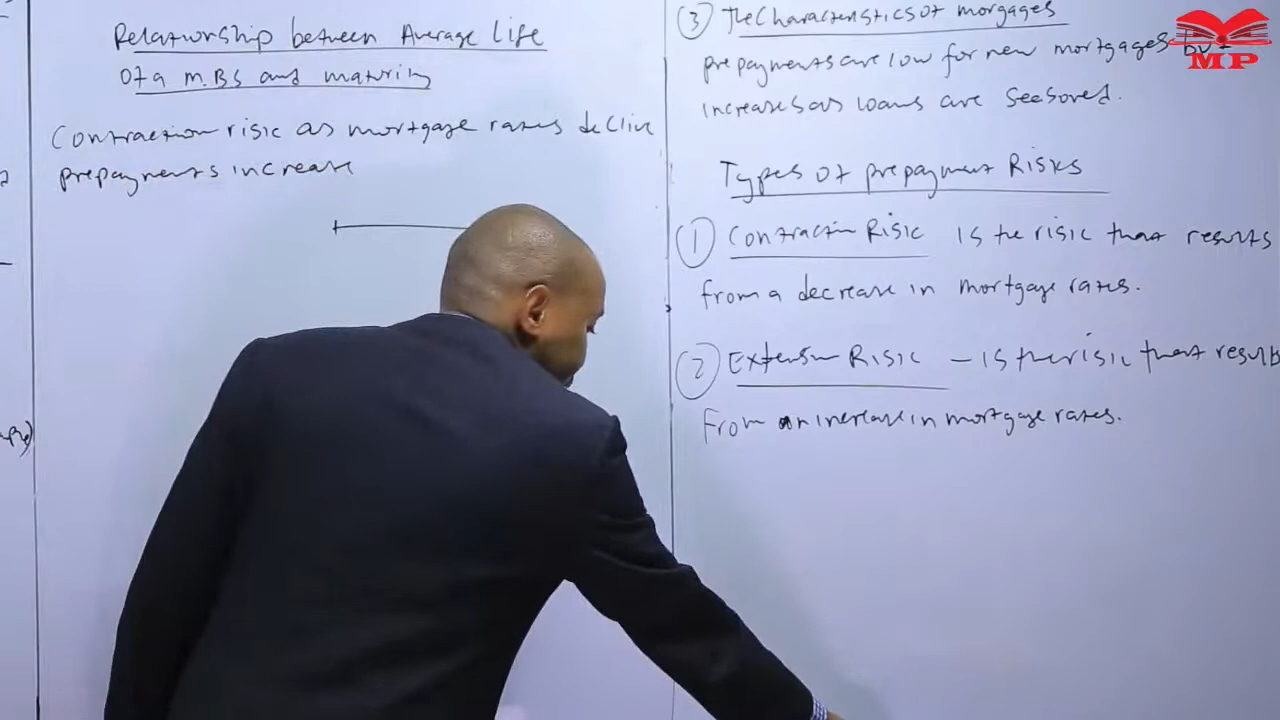 Relationship between Average Life
of a M.BS and maturity
Contraction risk as mortgage rates decline
prepayments increase
③ The Characteristics of morgages
prepayments are low for new mortgages but
increases as loans are seasoned.
Types of prepayment Risks
① Contraction Risk is the risk that results
from a decrease in mortgage rates.
② Extension Risk – is the risk that results
from an increase in mortgage rates.
MP